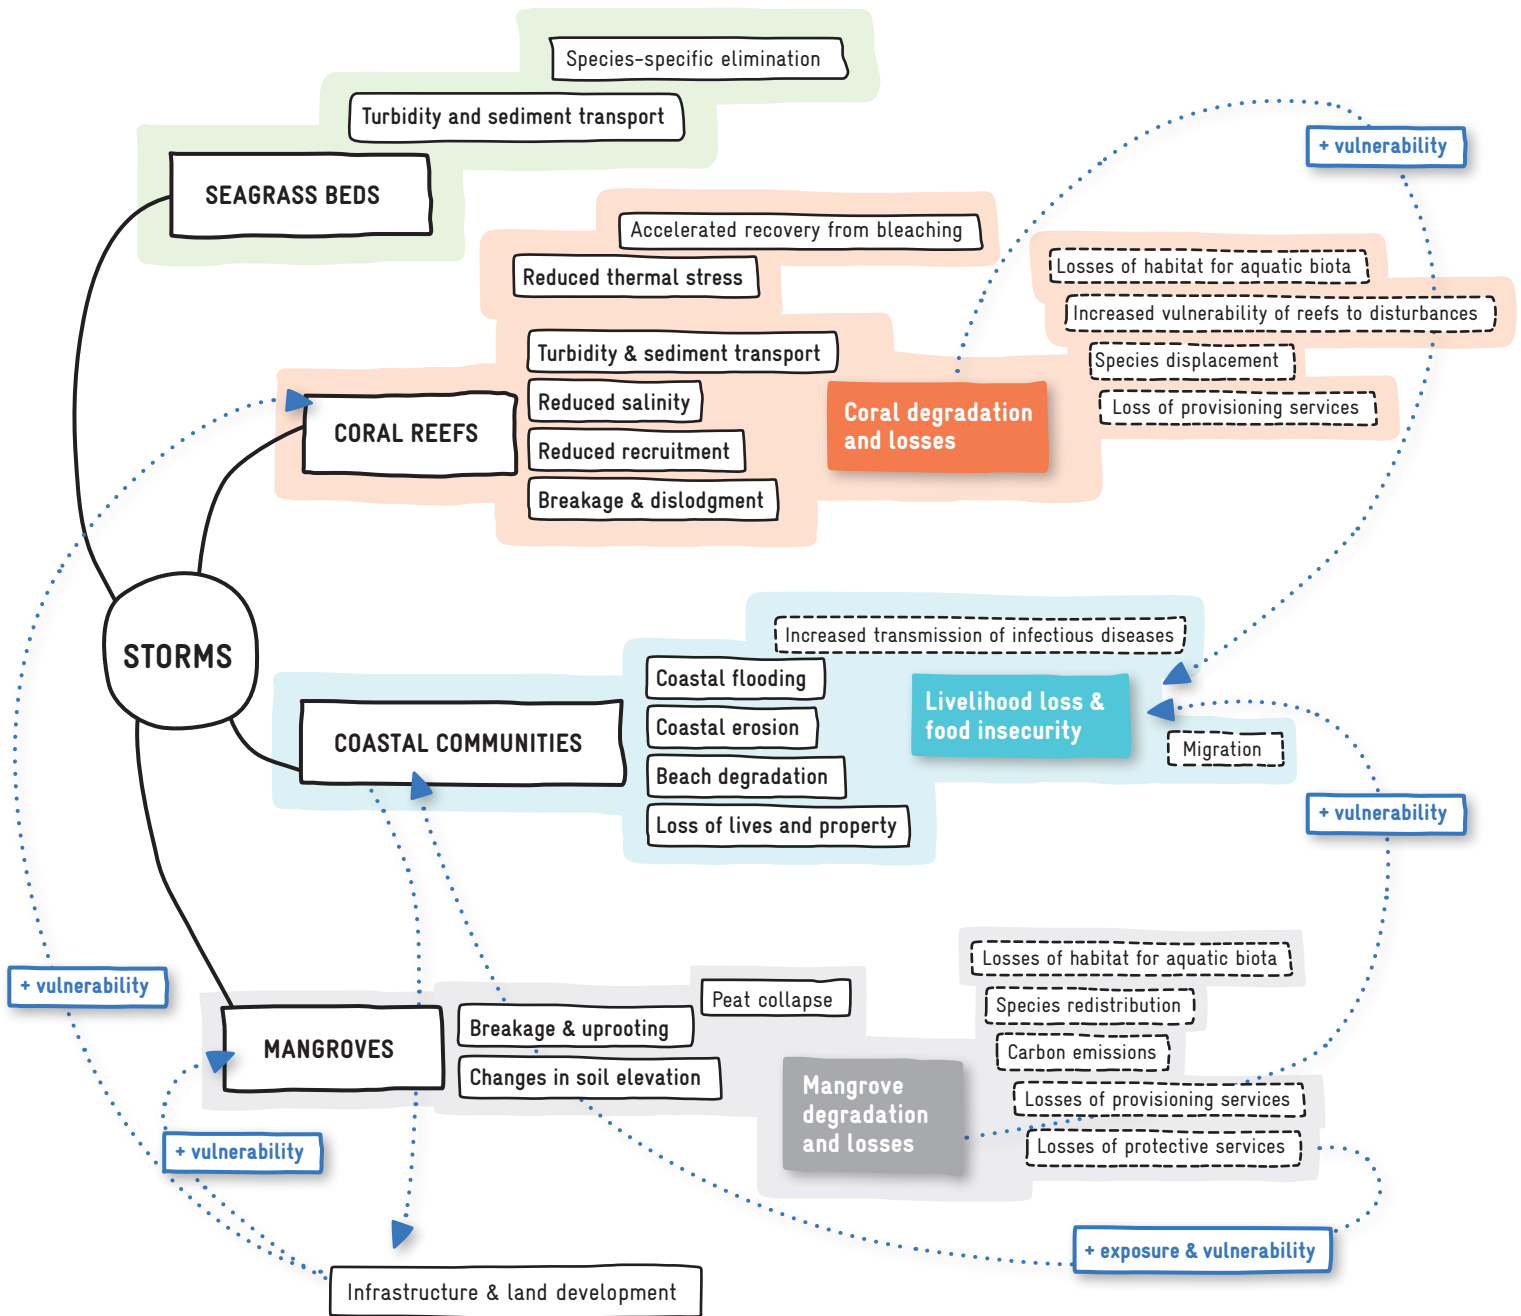 Species-specific elimination
Turbidity and sediment transport
+ vulnerability
SEAGRASS BEDS
Accelerated recovery from bleaching
Reduced thermal stress
Losses of habitat for aquatic biota
Increased vulnerability of reefs to disturbances
Turbidity & sediment transport
Species displacement
Reduced salinity
Coral degradation
and losses
Loss of provisioning services
CORAL REEFS
Reduced recruitment
Breakage & dislodgment
STORMS
Increased transmission of infectious diseases
Coastal flooding
Livelihood loss &
food insecurity
Coastal erosion
COASTAL COMMUNITIES
Migration
Beach degradation
Loss of lives and property
+ vulnerability
Losses of habitat for aquatic biota
+ vulnerability
Peat collapse
Species redistribution
Breakage & uprooting
MANGROVES
Carbon emissions
Changes in soil elevation
Mangrove
degradation
and losses
Losses of provisioning services
Losses of protective services
+ vulnerability
+ exposure & vulnerability
Infrastructure & land development